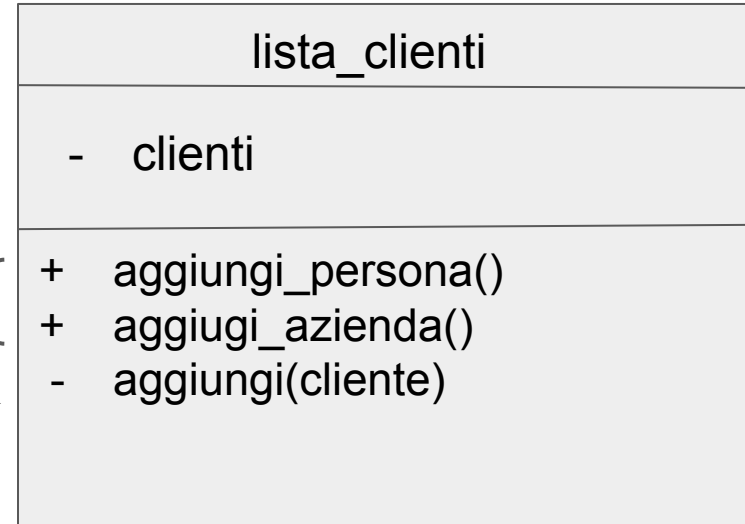 lista_clienti
- clienti
+ aggiungi_persona()
+ aggiugi_azienda()
- aggiungi(cliente)